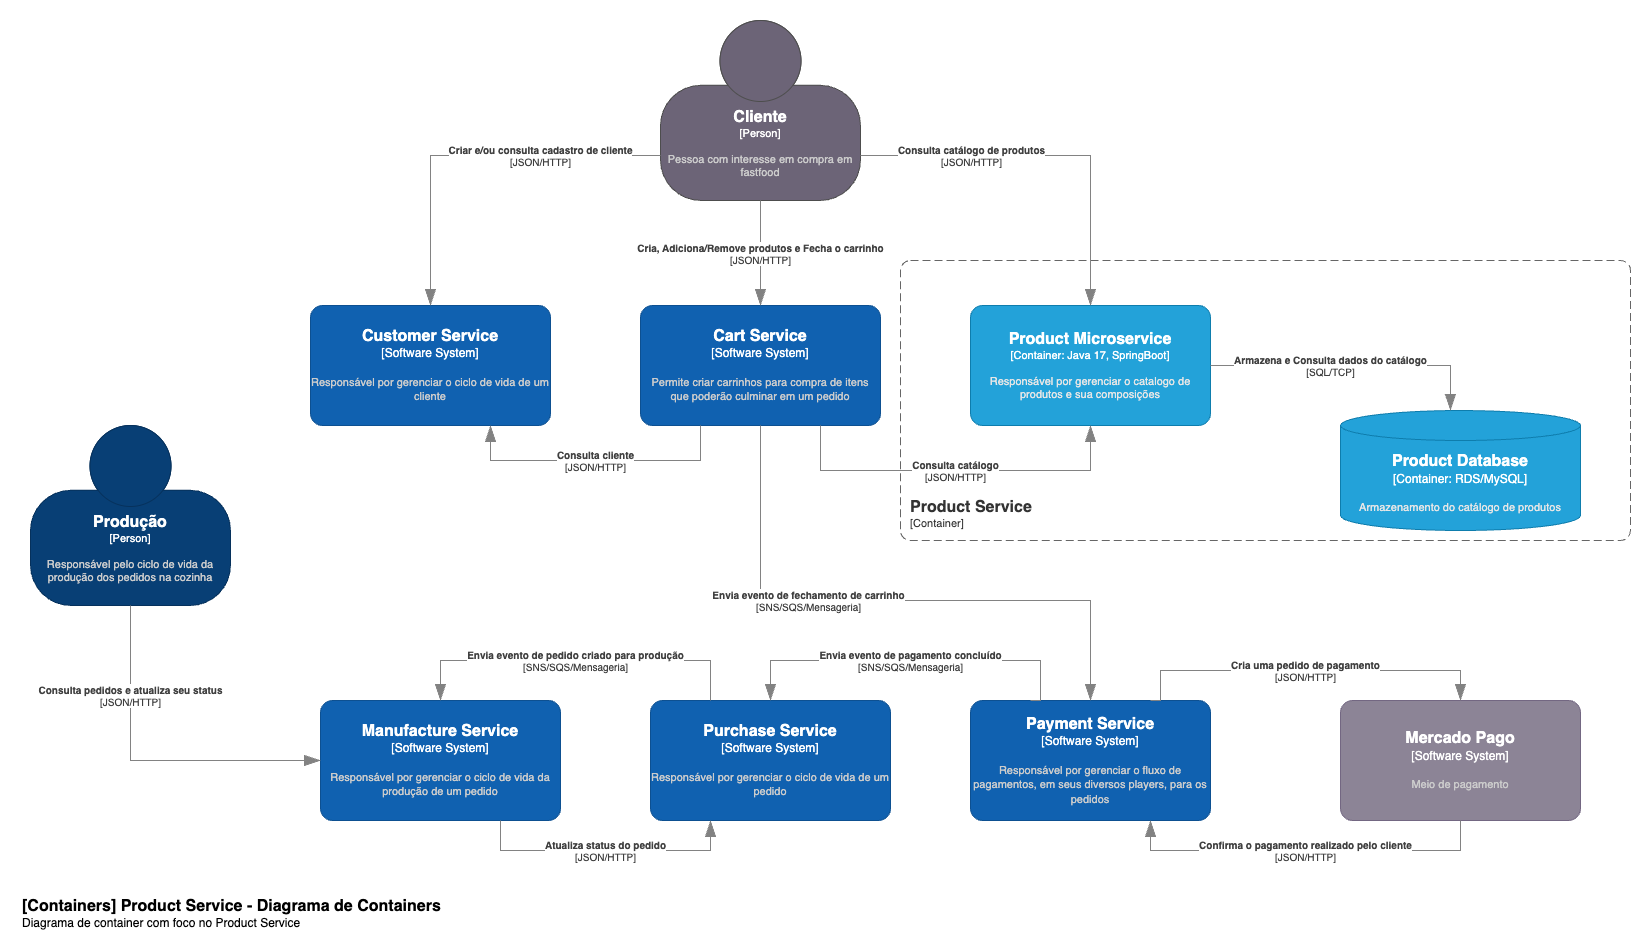 Cliente
[Person]
Pessoa com interesse em compra em
fastfood
Criar e/ou consulta cadastro de cliente
[JSON/HTTP]
Consulta catálogo de produtos
[JSON/HTTP]
Cria, Adiciona/Remove produtos e Fecha o carrinho
[JSON/HTTP]
Customer Service
[Software System]
Responsável por gerenciar o ciclo de vida de um
cliente
Cart Service
[Software System]
Permite criar carrinhos para compra de itens
que poderão culminar em um pedido
Product Microservice
[Container: Java 17, SpringBoot]
Responsável por gerenciar o catalogo de
produtos e sua composições
Armazena e Consulta dados do catálogo
[SQL/TCP]
Product Database
[Container: RDS/MySQL]
Armazenamento do catálogo de produtos
Consulta cliente
[JSON/HTTP]
Consulta catálogo
[JSON/HTTP]
Product Service
[Container]
Produção
[Person]
Responsável pelo ciclo de vida da
produção dos pedidos na cozinha
Envia evento de fechamento de carrinho
[SNS/SQS/Mensageria]
Envia evento de pedido criado para produção
[SNS/SQS/Mensageria]
Envia evento de pagamento concluído
[SNS/SQS/Mensageria]
Cria uma pedido de pagamento
[JSON/HTTP]
Consulta pedidos e atualiza seu status
[JSON/HTTP]
Manufacture Service
[Software System]
Responsável por gerenciar o ciclo de vida da
produção de um pedido
Purchase Service
[Software System]
Responsável por gerenciar o ciclo de vida de um
pedido
Payment Service
[Software System]
Responsável por gerenciar o fluxo de
pagamentos, em seus diversos players, para os
pedidos
Mercado Pago
[Software System]
Meio de pagamento
Atualiza status do pedido
[JSON/HTTP]
Confirma o pagamento realizado pelo cliente
[JSON/HTTP]
[Containers] Product Service - Diagrama de Containers
Diagrama de container com foco no Product Service